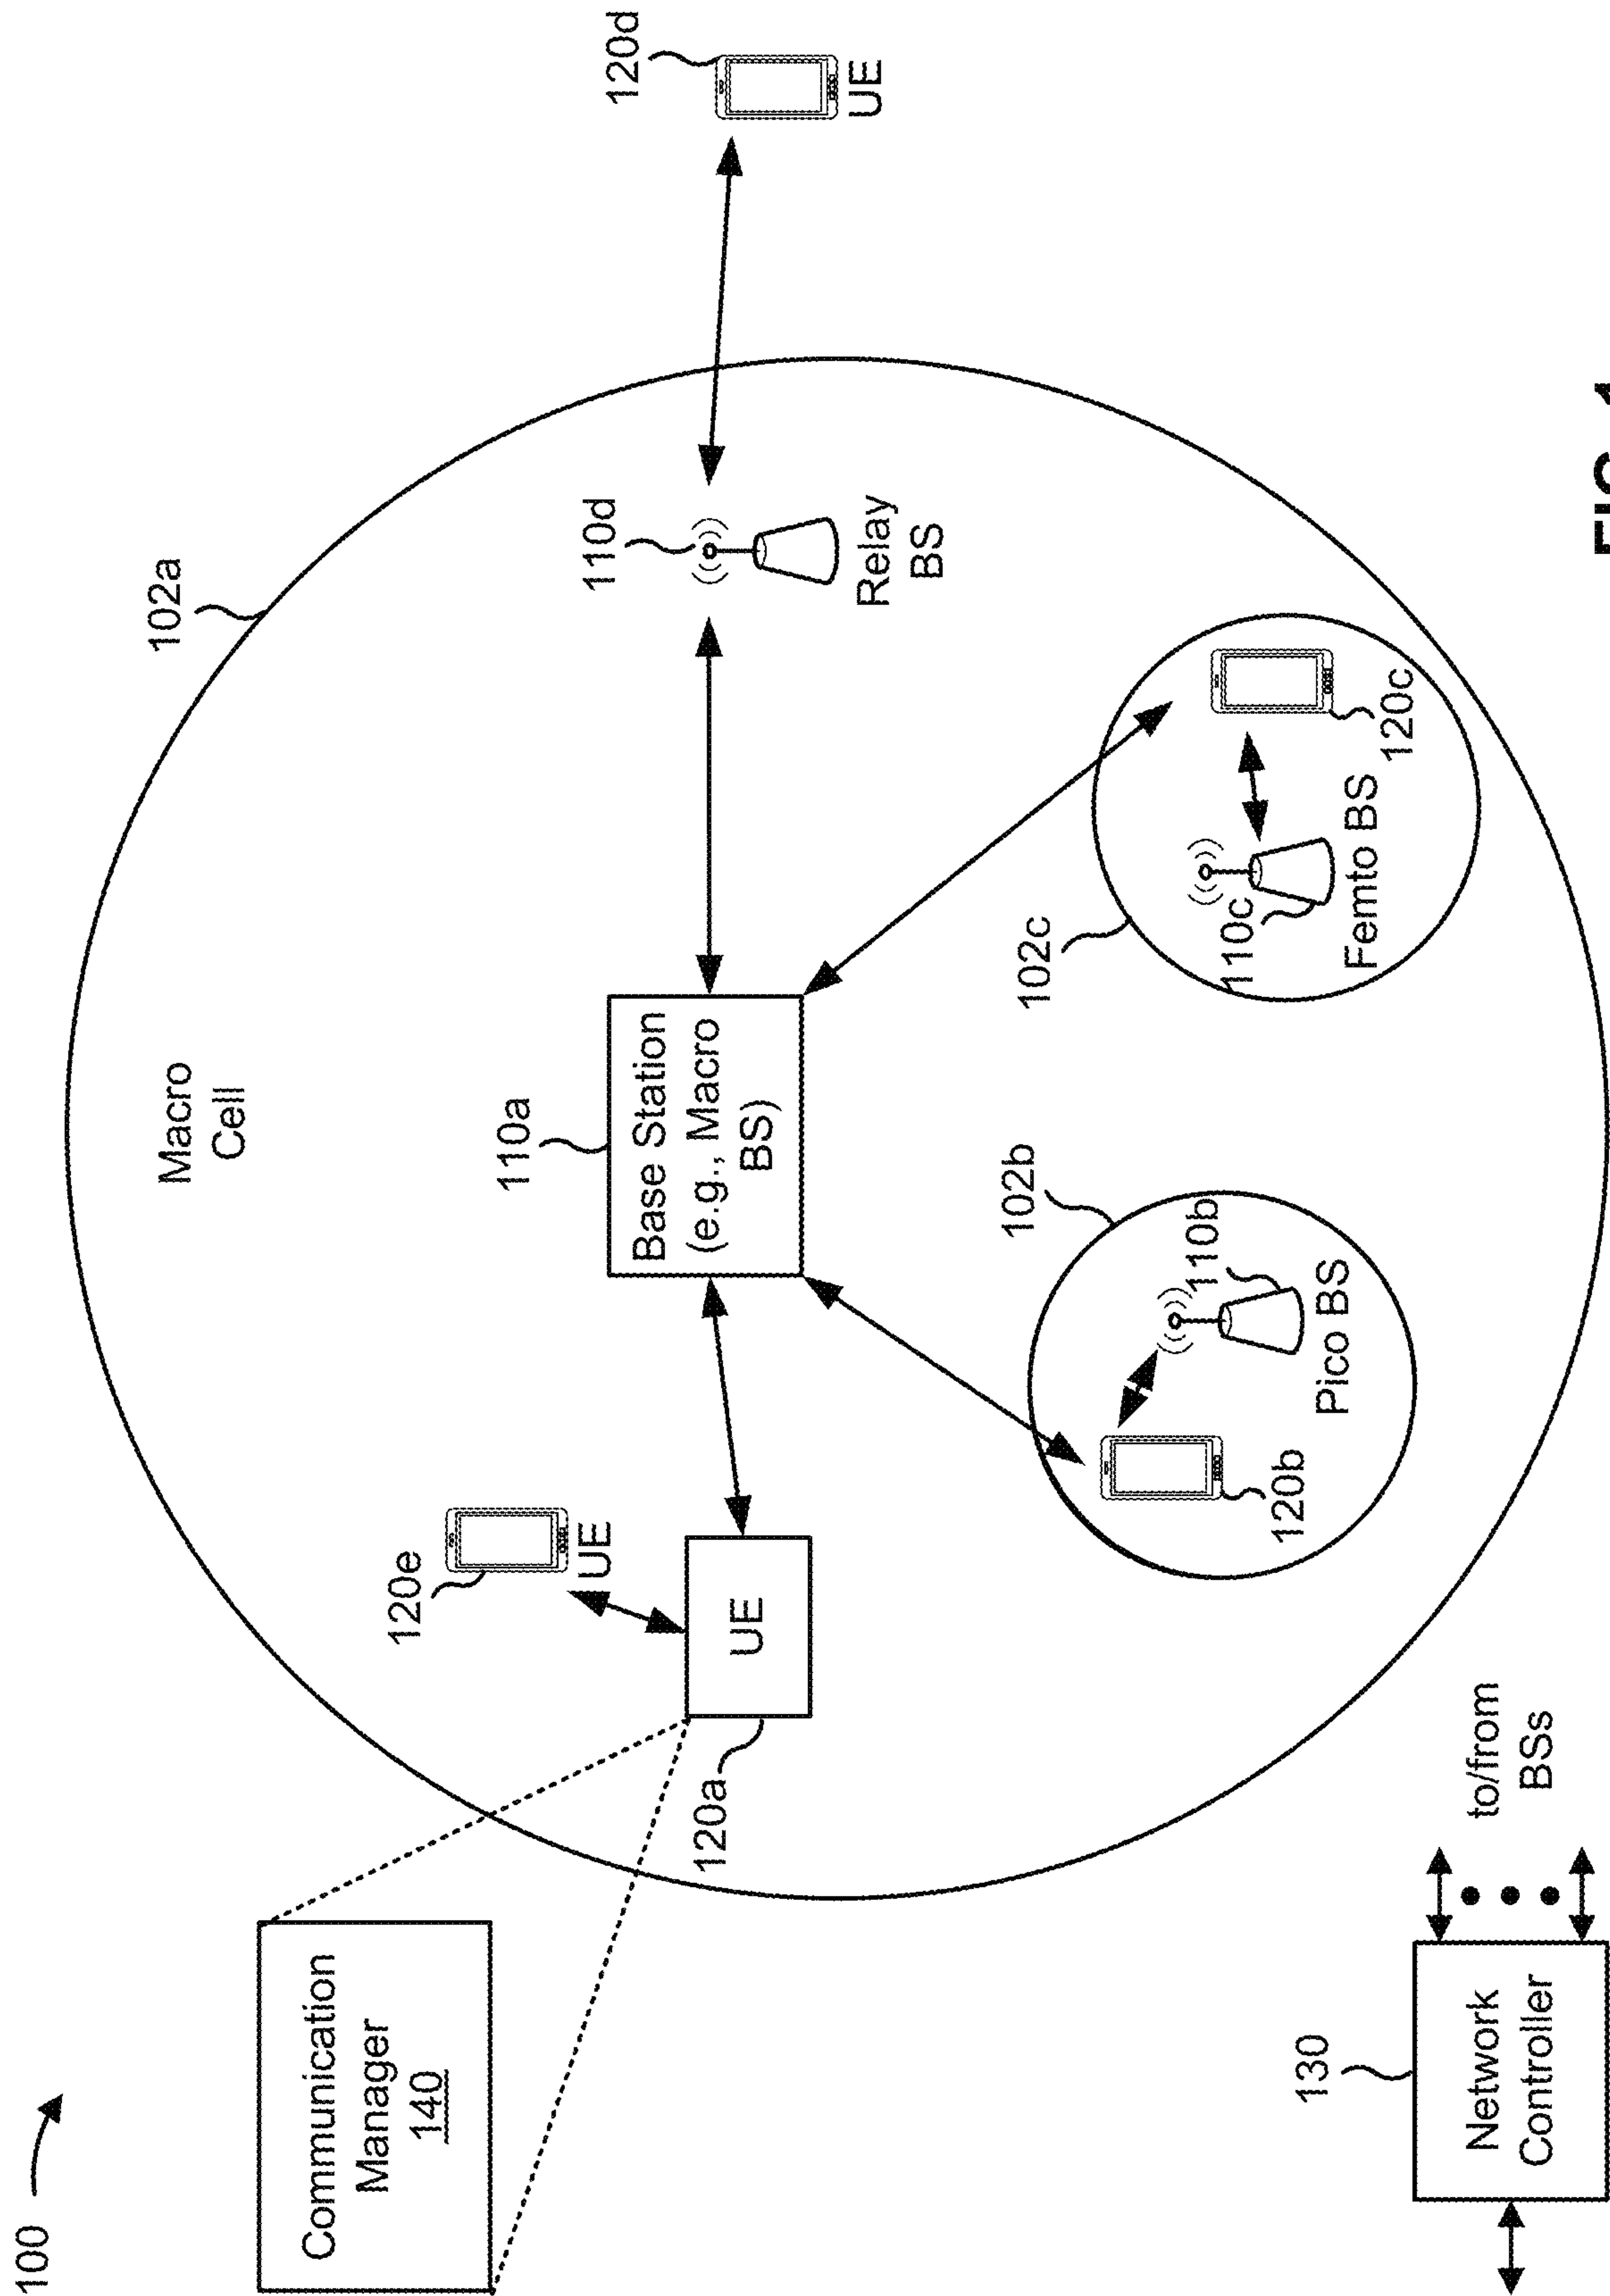 100
Communication
Manager
140
Macro
Cell
102a
120e
UE
UE
120a
110a
Base Station
(e.g., Macro
BS)
110d
Relay
BS
120d
UE
102b
110b
Pico BS
120b
102c
110c
Femto BS
120c
130
Network
Controller
to/from
BSs